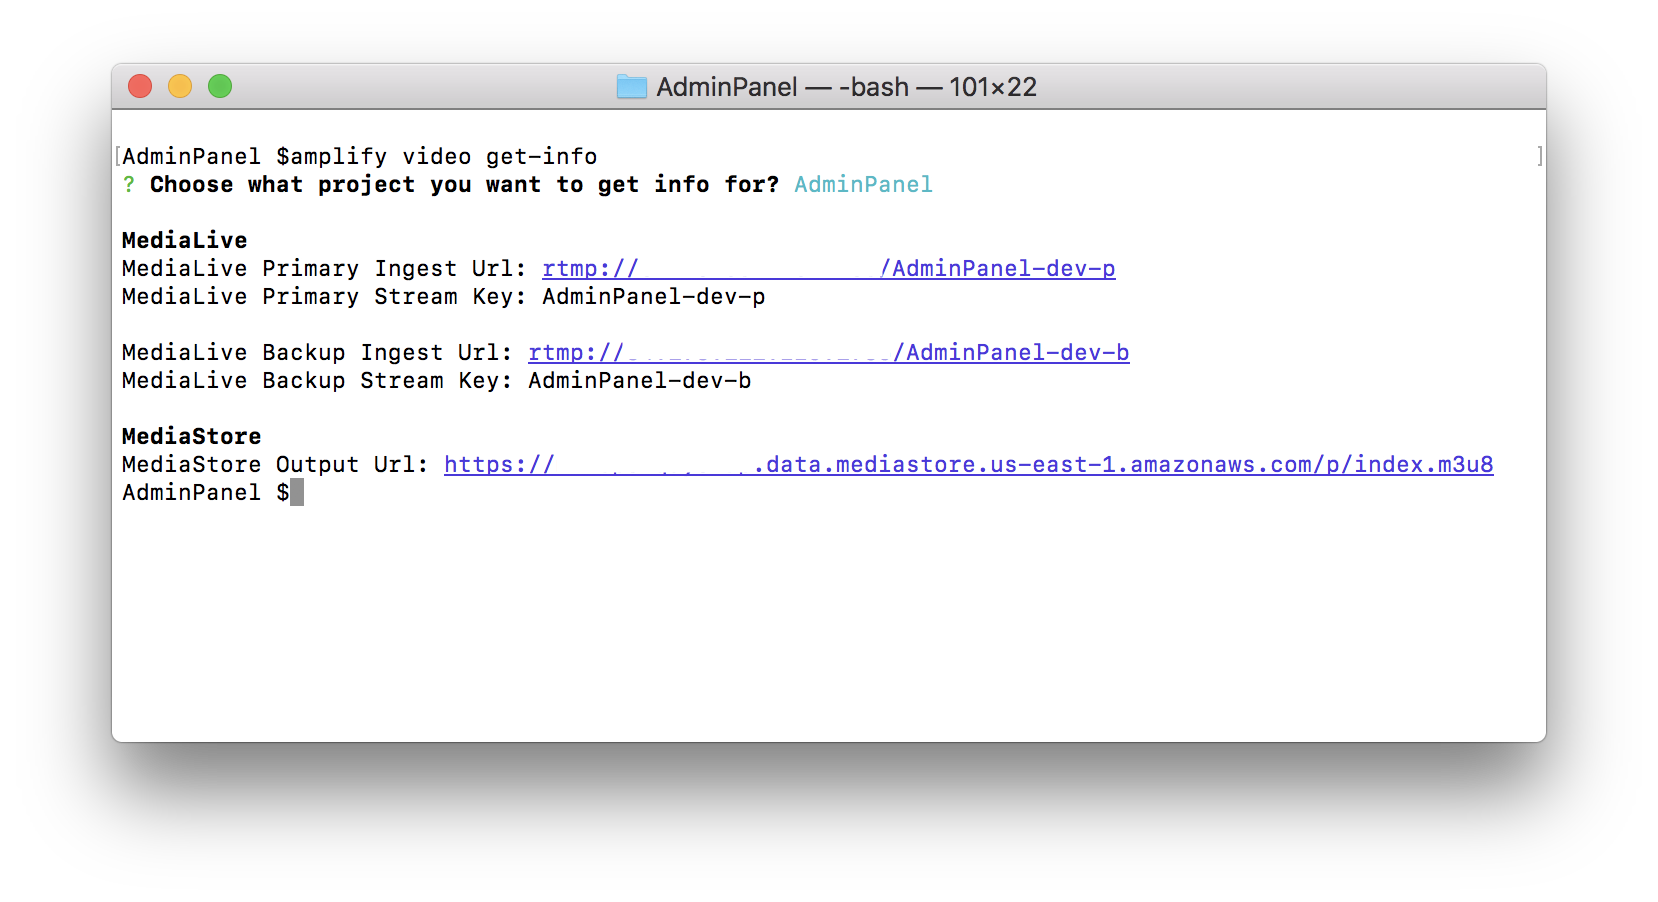 AdminPanel — -bash — 101×22
[AdminPanel $amplify video get-info ]
? Choose what project you want to get info for? AdminPanel
MediaLive
MediaLive Primary Ingest Url: rtmp:// /AdminPanel-dev-p
MediaLive Primary Stream Key: AdminPanel-dev-p
MediaLive Backup Ingest Url: rtmp:// /AdminPanel-dev-b
MediaLive Backup Stream Key: AdminPanel-dev-b
MediaStore
MediaStore Output Url: https:// .data.mediastore.us-east-1.amazonaws.com/p/index.m3u8
AdminPanel $